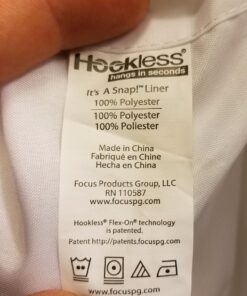 Hookless®
hangs in seconds
It's A Snap!™ Liner
100% Polyester
100% Polyester
100% Poliester
Made in China
Fabriqué en Chine
Hecha en China
Focus Products Group, LLC
RN 110587
www.focuspg.com
Hookless® Flex-On® technology
is patented.
Patent http://patents.focuspg.com
www.focuspg.com